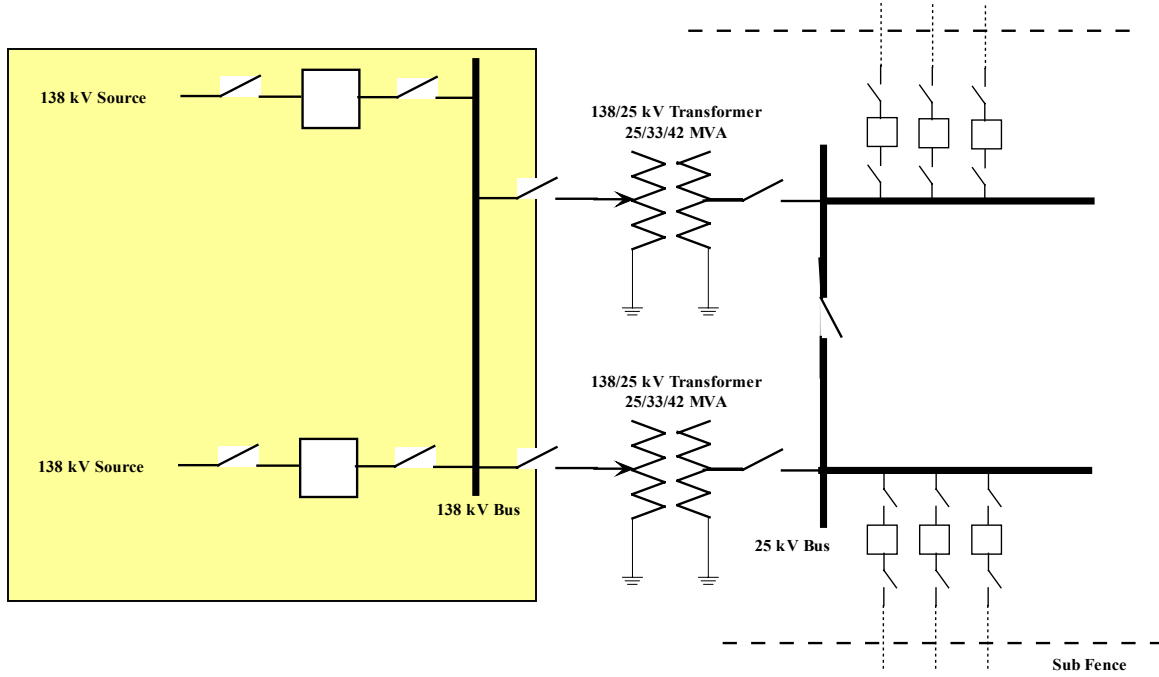 138 kV Source
138/25 kV Transformer
25/33/42 MVA
138/25 kV Transformer
25/33/42 MVA
138 kV Source
138 kV Bus
25 kV Bus
Sub Fence